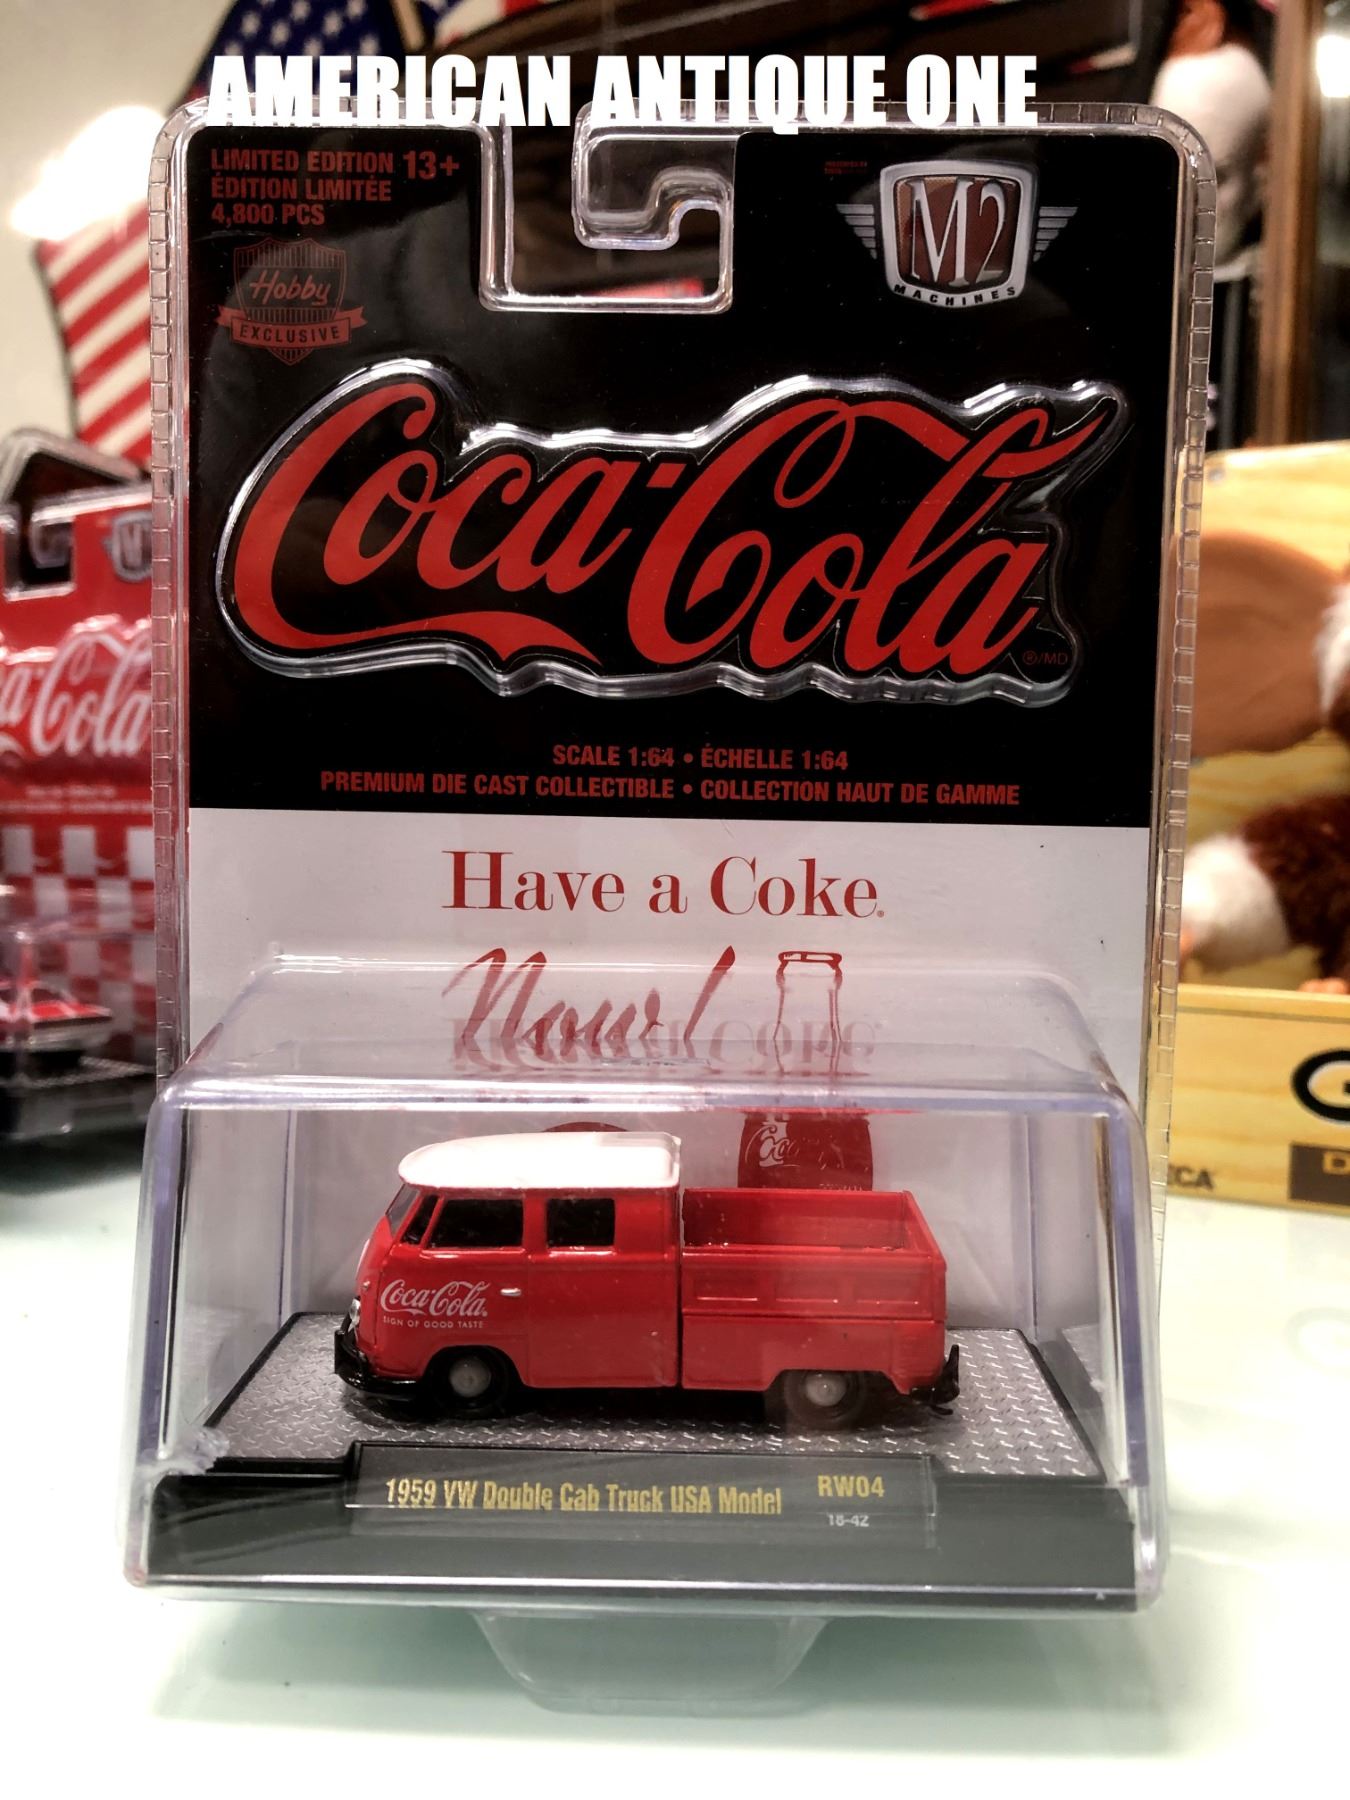 AMERICAN ANTIQUE ONE
LIMITED EDITION 13+
ÉDITION LIMITÉE
4,800 PCS
Hobby
EXCLUSIVE
M2
MACHINES
Coca-Cola
®/MD
SCALE 1:64 • ÉCHELLE 1:64
PREMIUM DIE CAST COLLECTIBLE • COLLECTION HAUT DE GAMME
Have a Coke®
Now!
Coca-Cola
SIGN OF GOOD TASTE
1959 VW Double Cab Truck USA Model RW04
18-42